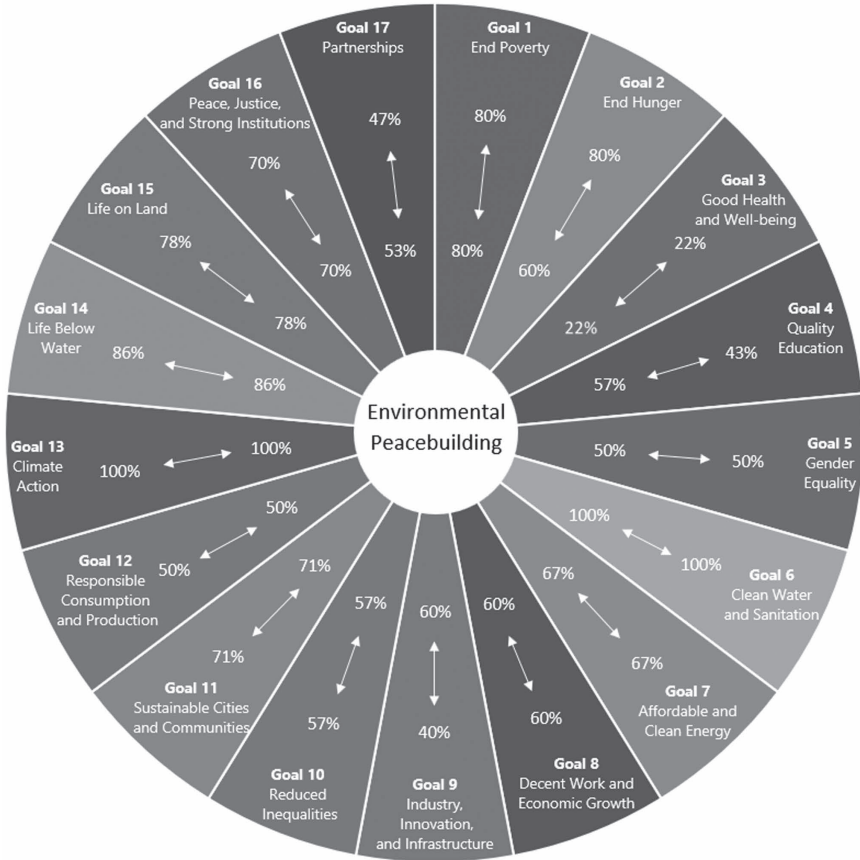 Goal 1
End Poverty
80%
80%
Goal 2
End Hunger
80%
60%
Goal 3
Good Health
and Well-being
22%
22%
Goal 4
Quality
Education
43%
57%
Goal 5
Gender
Equality
50%
50%
Goal 6
Clean Water
and Sanitation
100%
100%
Goal 7
Affordable and
Clean Energy
67%
67%
Goal 8
Decent Work and
Economic Growth
60%
60%
Goal 9
Industry,
Innovation,
and Infrastructure
40%
60%
Goal 10
Reduced
Inequalities
57%
57%
Goal 11
Sustainable Cities
and Communities
71%
71%
Goal 12
Responsible
Consumption
and Production
50%
50%
Goal 13
Climate
Action
100%
100%
Goal 14
Life Below
Water
86%
86%
Goal 15
Life on Land
78%
78%
Goal 16
Peace, Justice,
and Strong Institutions
70%
70%
Goal 17
Partnerships
47%
53%
Environmental
Peacebuilding